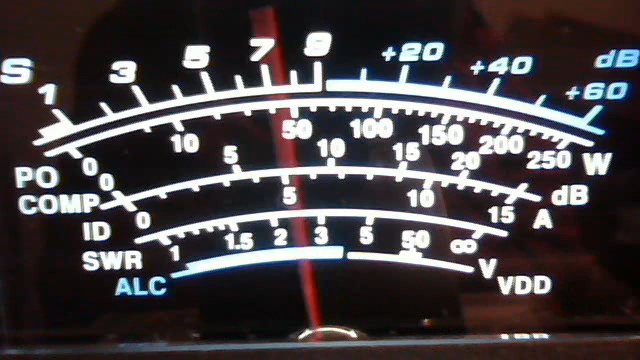 S 1 3 5 7 9 +20 +40 +60 dB
PO 0 10 50 100 150 200 250 W
COMP 0 5 10 15 20 dB
ID 0 5 10 15 A
SWR 1 1.5 2 3 5 50 ∞
ALC V VDD